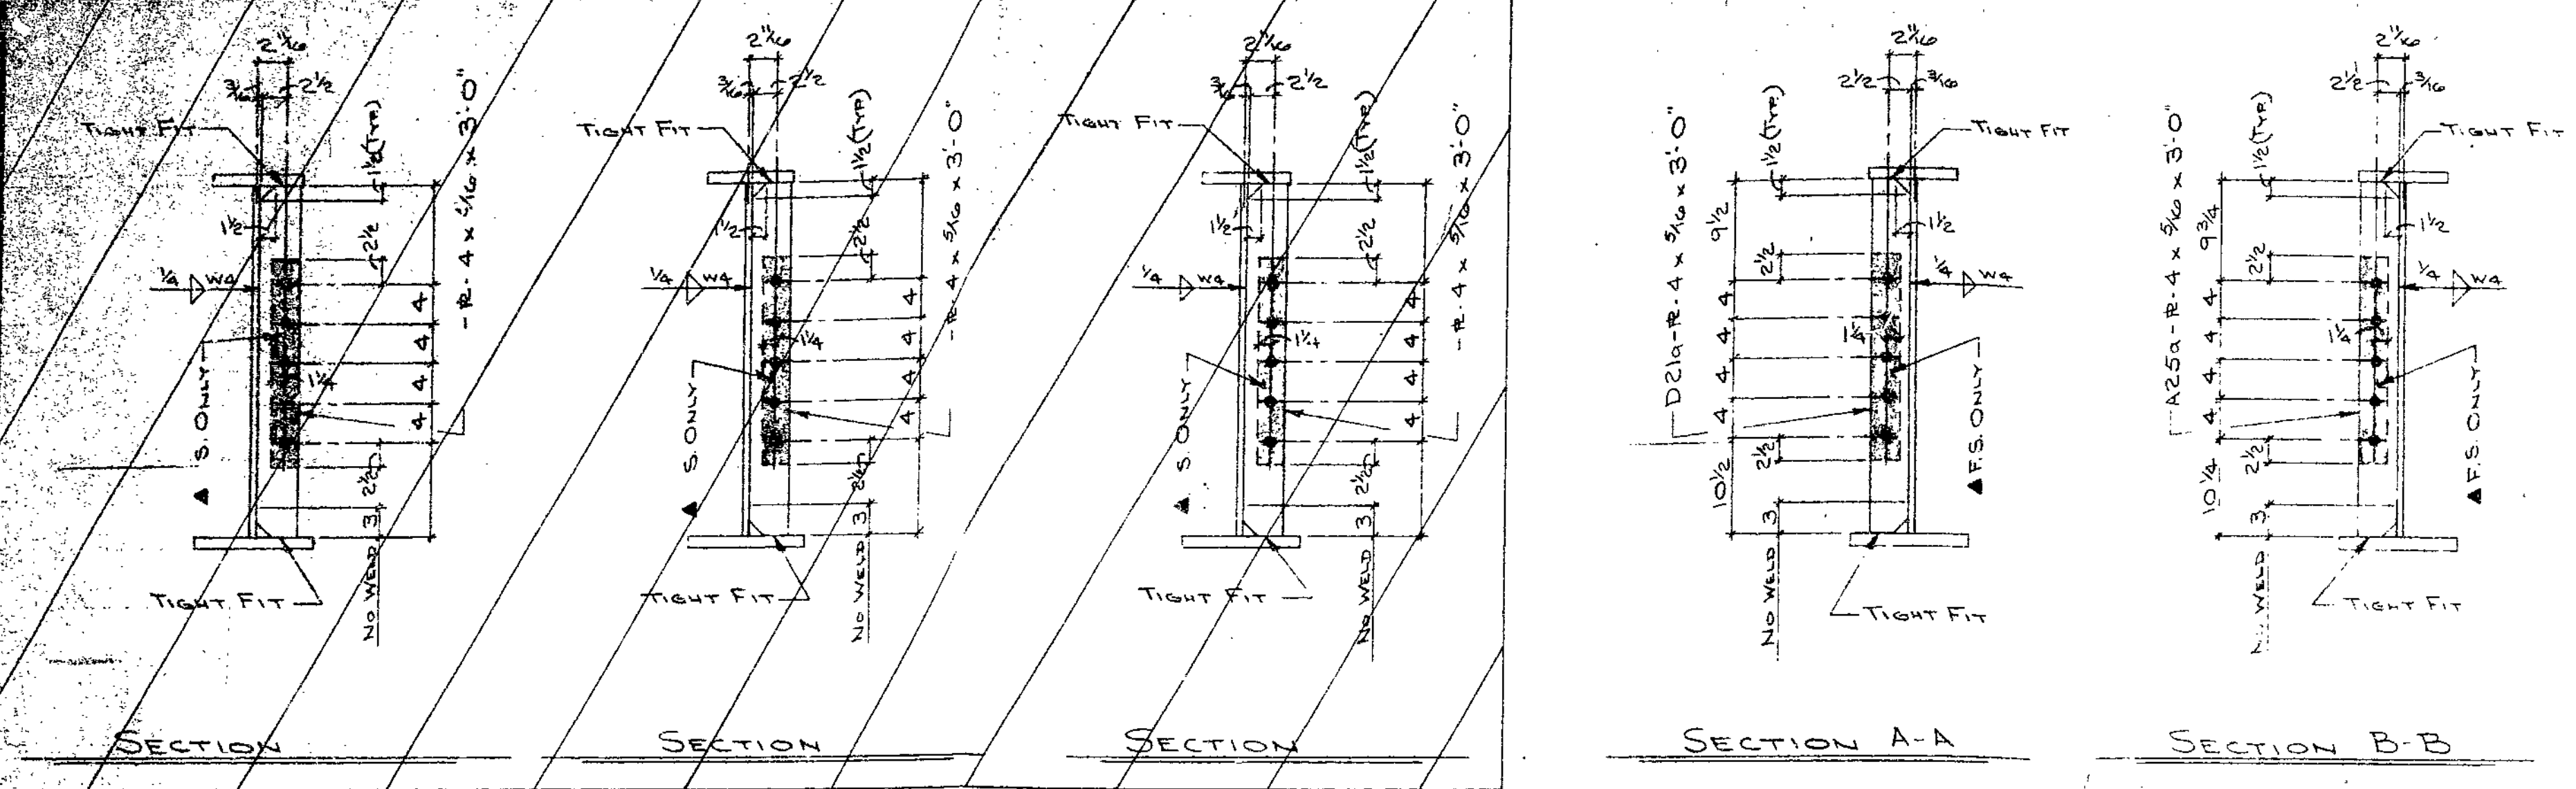 2 11/16
3/16
2 1/2
TIGHT FIT
1 1/2 (TYP.)
1 1/2
2 1/2
1/4
W4
4
4
4
4
1 1/4
S. ONLY
2 1/2
3
NO WELD
TIGHT FIT
-PL. 4 x 5/16 x 3'-0"
SECTION
2 11/16
3/16
2 1/2
TIGHT FIT
1 1/2 (TYP.)
1 1/2
2 1/2
1/4
W4
4
4
4
4
1 1/4
S. ONLY
2 1/2
3
NO WELD
TIGHT FIT
-PL. 4 x 5/16 x 3'-0"
SECTION
2 11/16
3/16
2 1/2
TIGHT FIT
1 1/2 (TYP.)
1 1/2
2 1/2
1/4
W4
4
4
4
4
1 1/4
S. ONLY
2 1/2
3
NO WELD
TIGHT FIT
-PL. 4 x 5/16 x 3'-0"
SECTION
2 11/16
2 1/2
3/16
1 1/2 (TYP.)
TIGHT FIT
D21a-PL. 4 x 5/16 x 3'-0"
9 1/2
2 1/2
1 1/2
1/4
W4
4
4
4
4
1 1/4
F.S. ONLY
2 1/2
10 1/2
3
NO WELD
TIGHT FIT
SECTION A-A
2 11/16
2 1/2
3/16
1 1/2 (TYP.)
TIGHT FIT
A25a-PL. 4 x 5/16 x 3'-0"
9 3/4
2 1/2
1 1/2
1/4
W4
4
4
4
4
1 1/4
F.S. ONLY
2 1/2
10 1/4
3
NO WELD
TIGHT FIT
SECTION B-B